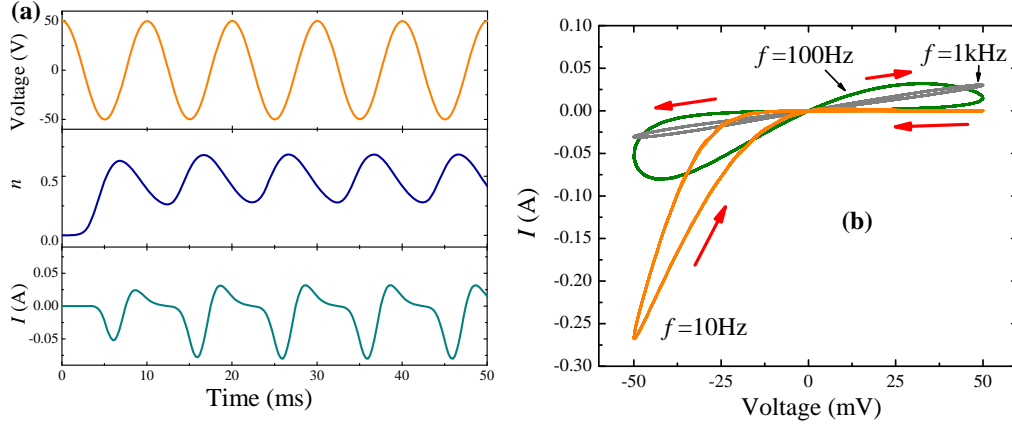 (a)
Voltage (V)
50
0
-50
n
0.5
0.0
I (A)
0.05
0.00
-0.05
0 10 20 30 40 50
Time (ms)
I (A)
0.10
0.05
0.00
-0.05
-0.10
-0.15
-0.20
-0.25
-0.30
f=100Hz
f=1kHz
(b)
f=10Hz
-50 -25 0 25 50
Voltage (mV)